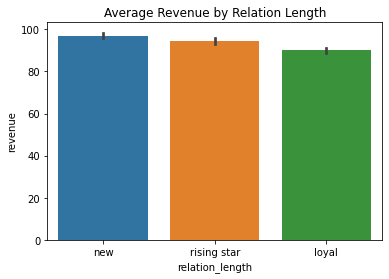 Average Revenue by Relation Length
100
80
60
40
20
0
revenue
new rising star loyal
relation_length